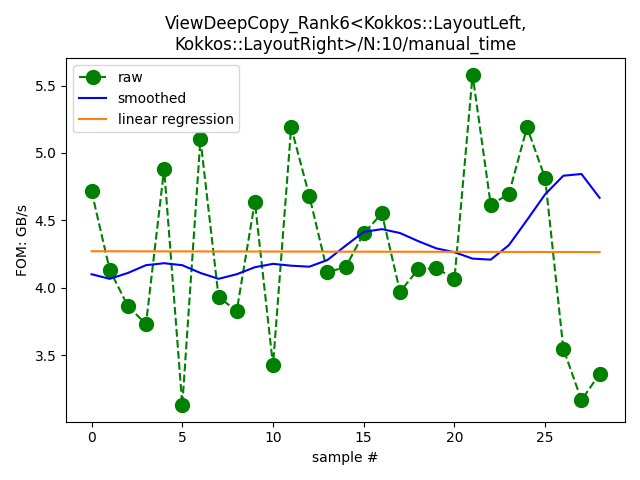 ViewDeepCopy_Rank6<Kokkos::LayoutLeft,
Kokkos::LayoutRight>/N:10/manual_time
raw
smoothed
linear regression
FOM: GB/s
5.5
5.0
4.5
4.0
3.5
0 5 10 15 20 25
sample #